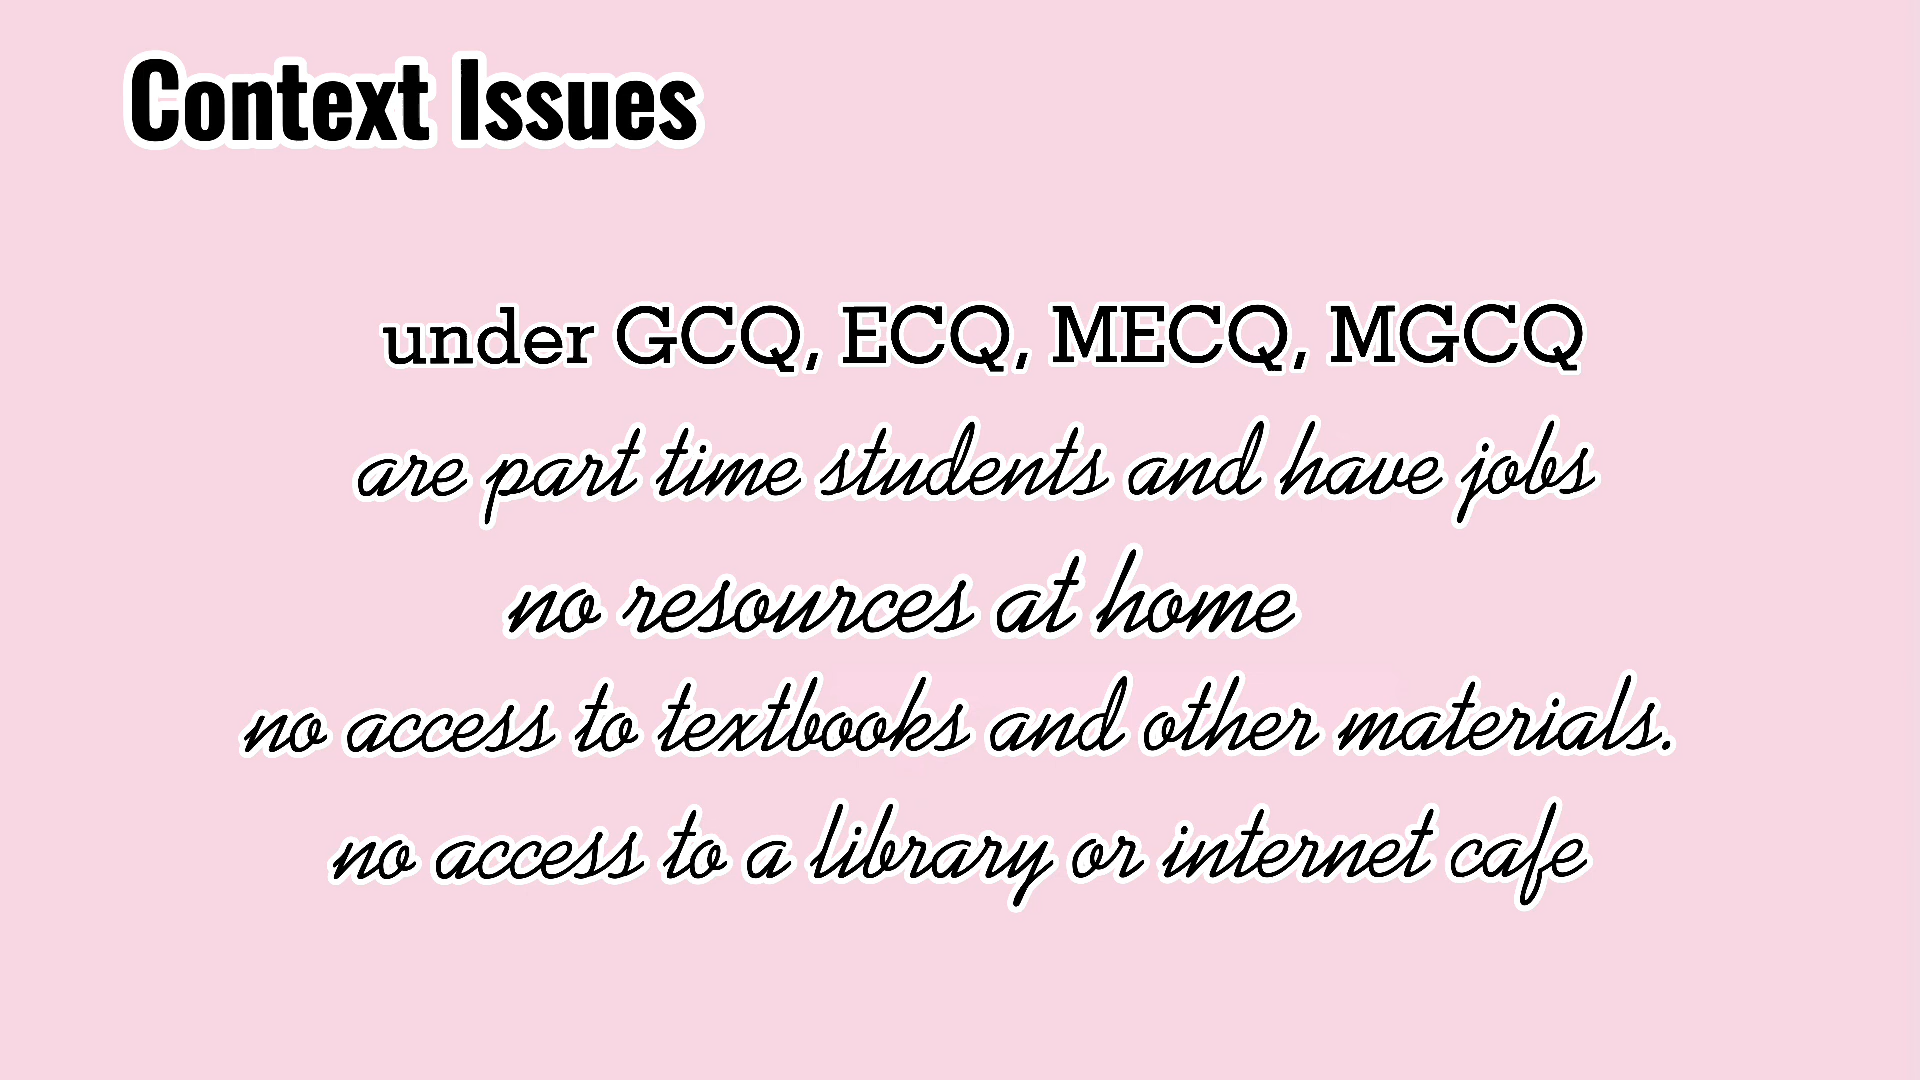 Context Issues
under GCQ, ECQ, MECQ, MGCQ
are part time students and have jobs
no resources at home
no access to textbooks and other materials.
no access to a library or internet cafe